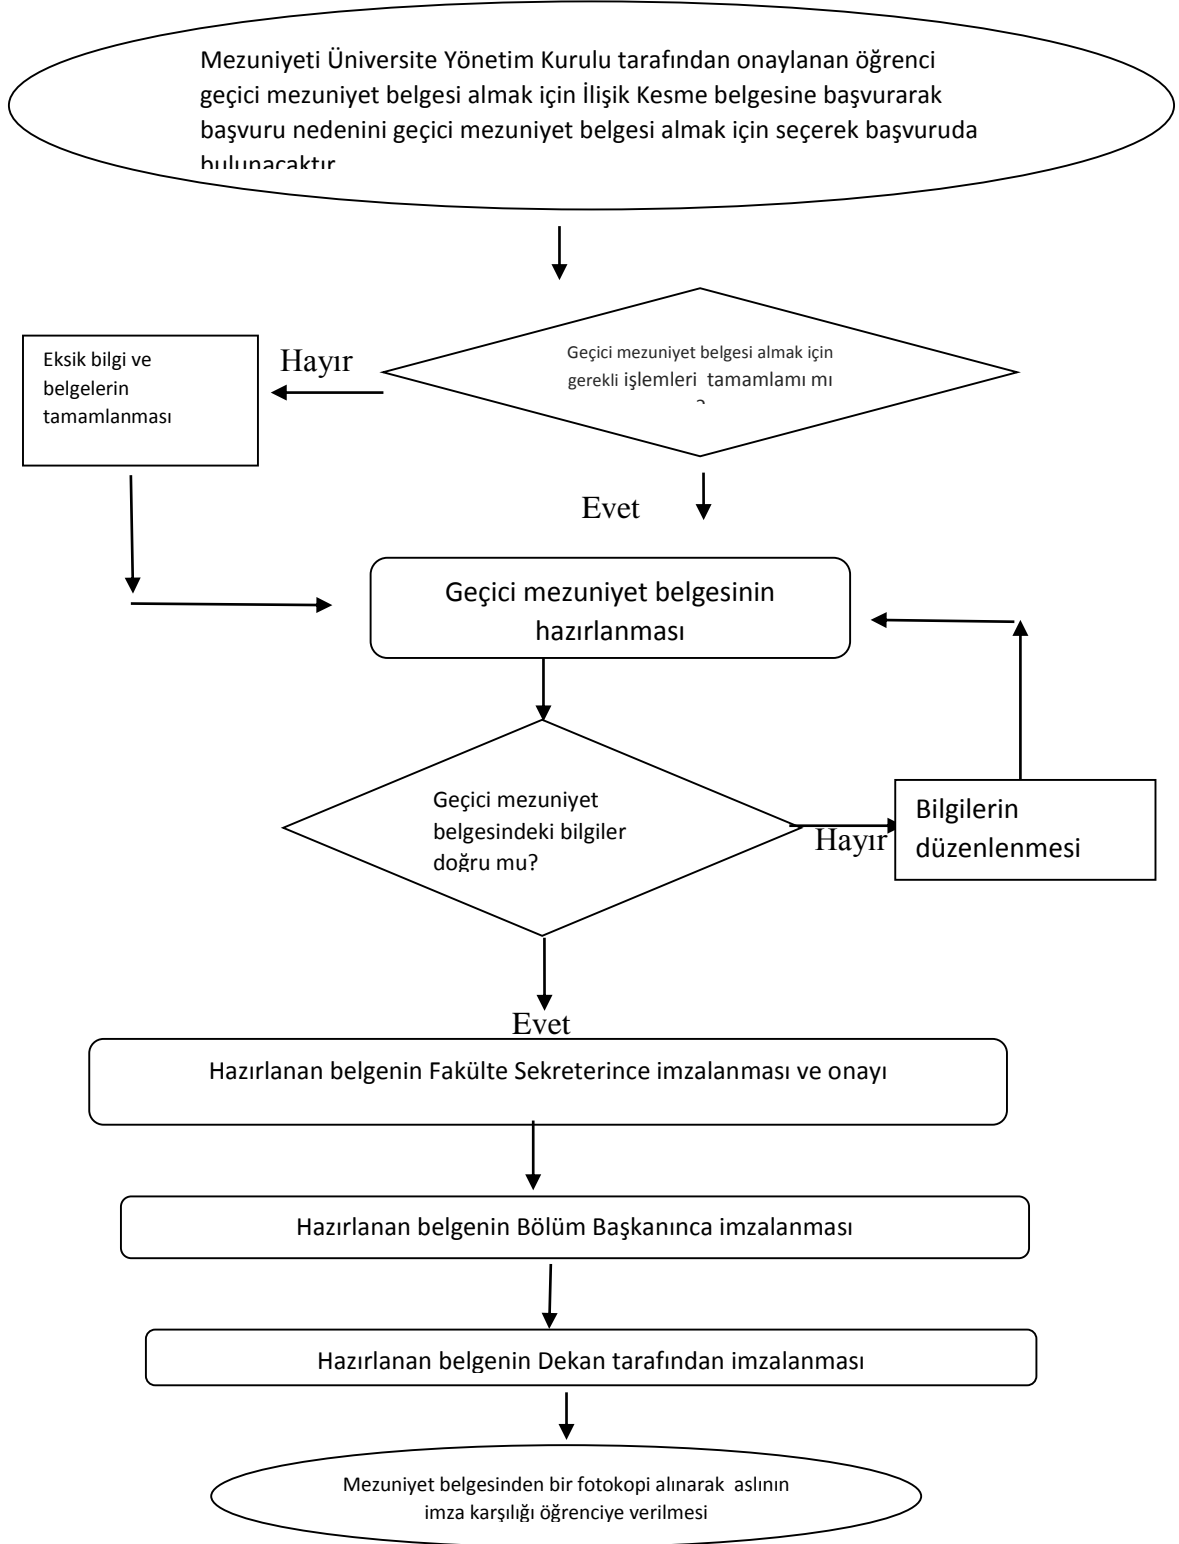 Mezuniyeti Üniversite Yönetim Kurulu tarafından onaylanan öğrenci
geçici mezuniyet belgesi almak için İlişik Kesme belgesine başvurarak
başvuru nedenini geçici mezuniyet belgesi almak için seçerek başvuruda
bulunacaktır
Geçici mezuniyet belgesi almak için
gerekli işlemleri tamamlamı mı
?
Hayır
Eksik bilgi ve
belgelerin
tamamlanması
Evet
Geçici mezuniyet belgesinin
hazırlanması
Geçici mezuniyet
belgesindeki bilgiler
doğru mu?
Hayır
Bilgilerin
düzenlenmesi
Evet
Hazırlanan belgenin Fakülte Sekreterince imzalanması ve onayı
Hazırlanan belgenin Bölüm Başkanınca imzalanması
Hazırlanan belgenin Dekan tarafından imzalanması
Mezuniyet belgesinden bir fotokopi alınarak aslının
imza karşılığı öğrenciye verilmesi